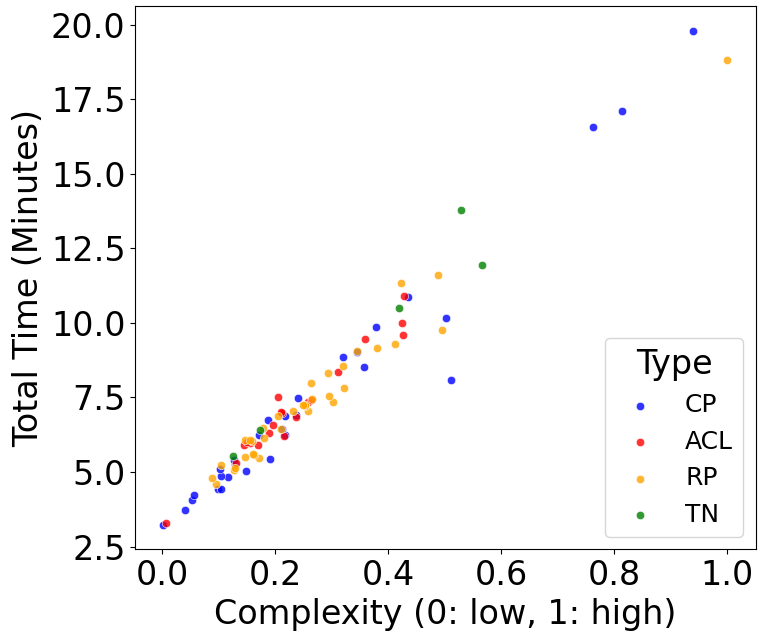 20.0
17.5
15.0
12.5
10.0
7.5
5.0
2.5
Total Time (Minutes)
0.0 0.2 0.4 0.6 0.8 1.0
Complexity (0: low, 1: high)
Type
CP
ACL
RP
TN